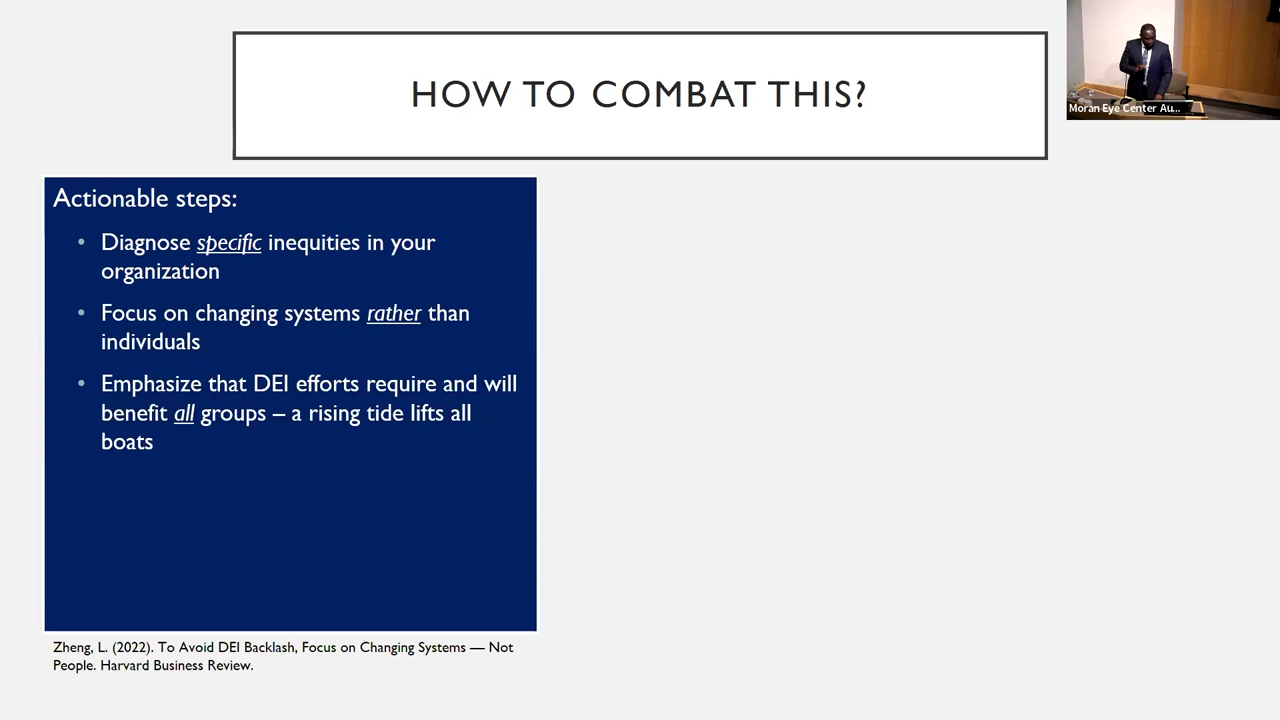 HOW TO COMBAT THIS?
Moran Eye Center Au...
Actionable steps:
• Diagnose specific inequities in your
organization
• Focus on changing systems rather than
individuals
• Emphasize that DEI efforts require and will
benefit all groups – a rising tide lifts all
boats
Zheng, L. (2022). To Avoid DEI Backlash, Focus on Changing Systems — Not
People. Harvard Business Review.